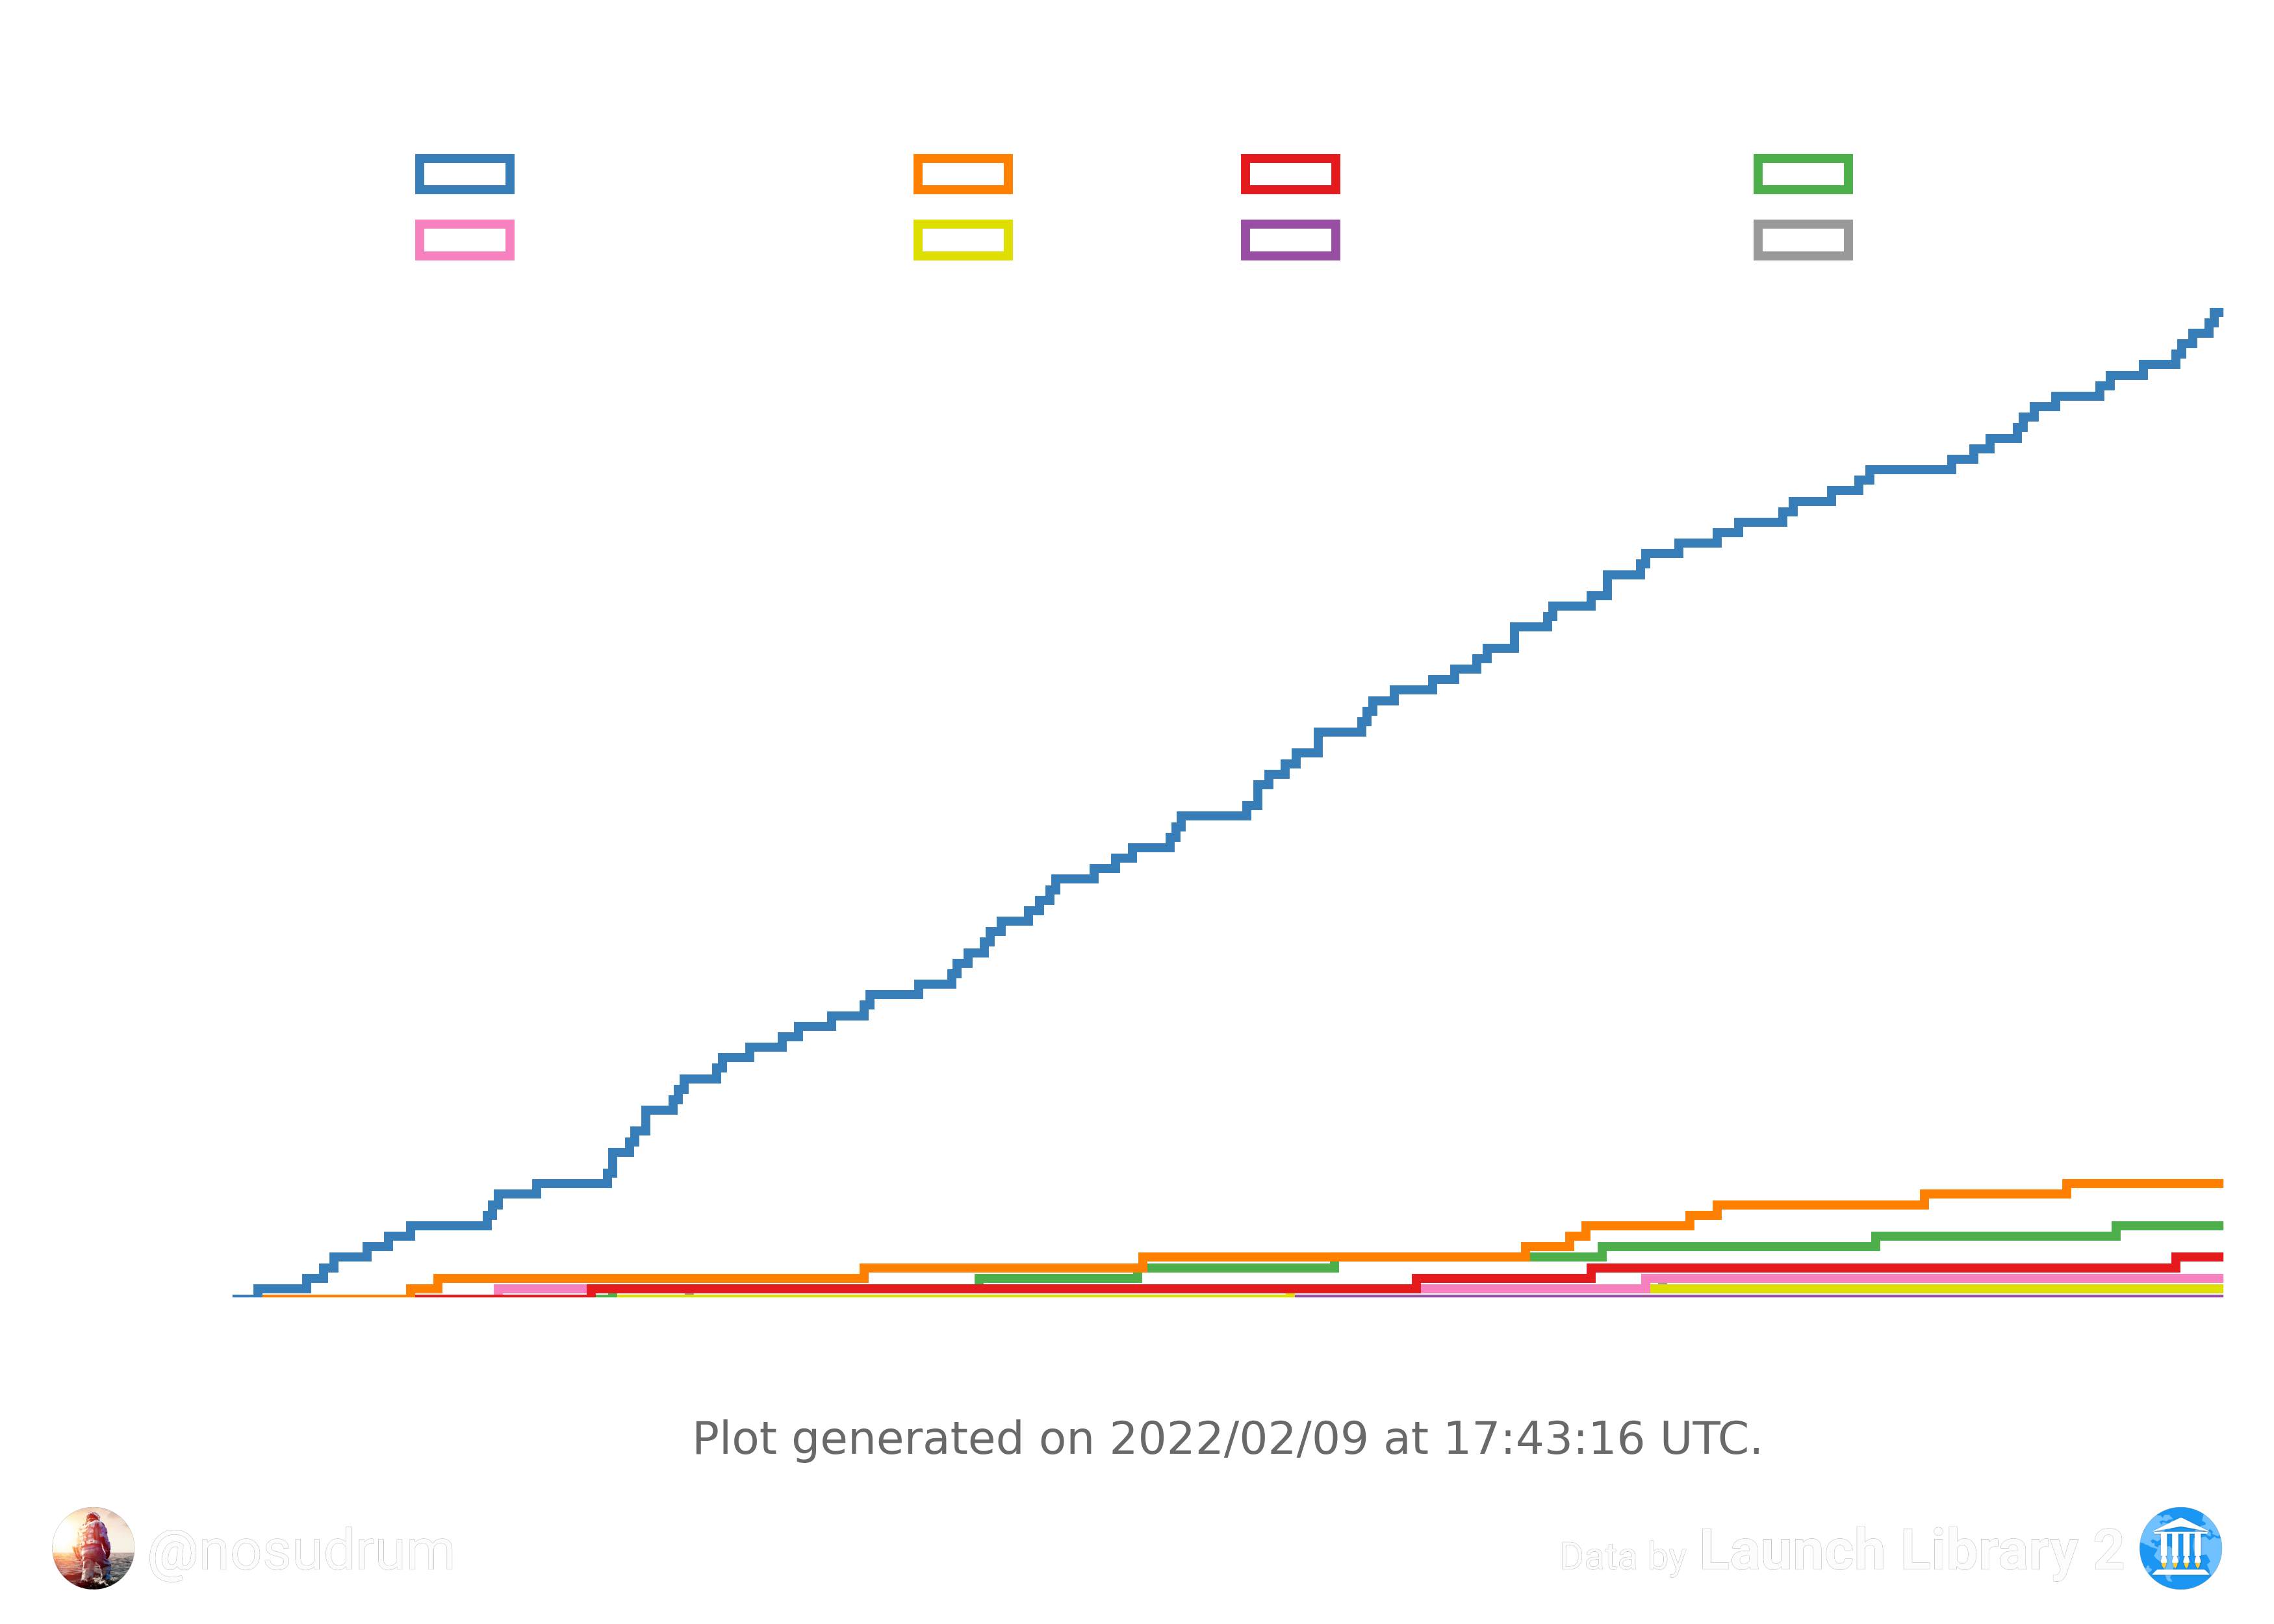 Plot generated on 2022/02/09 at 17:43:16 UTC.
@nosudrum
Data by Launch Library 2